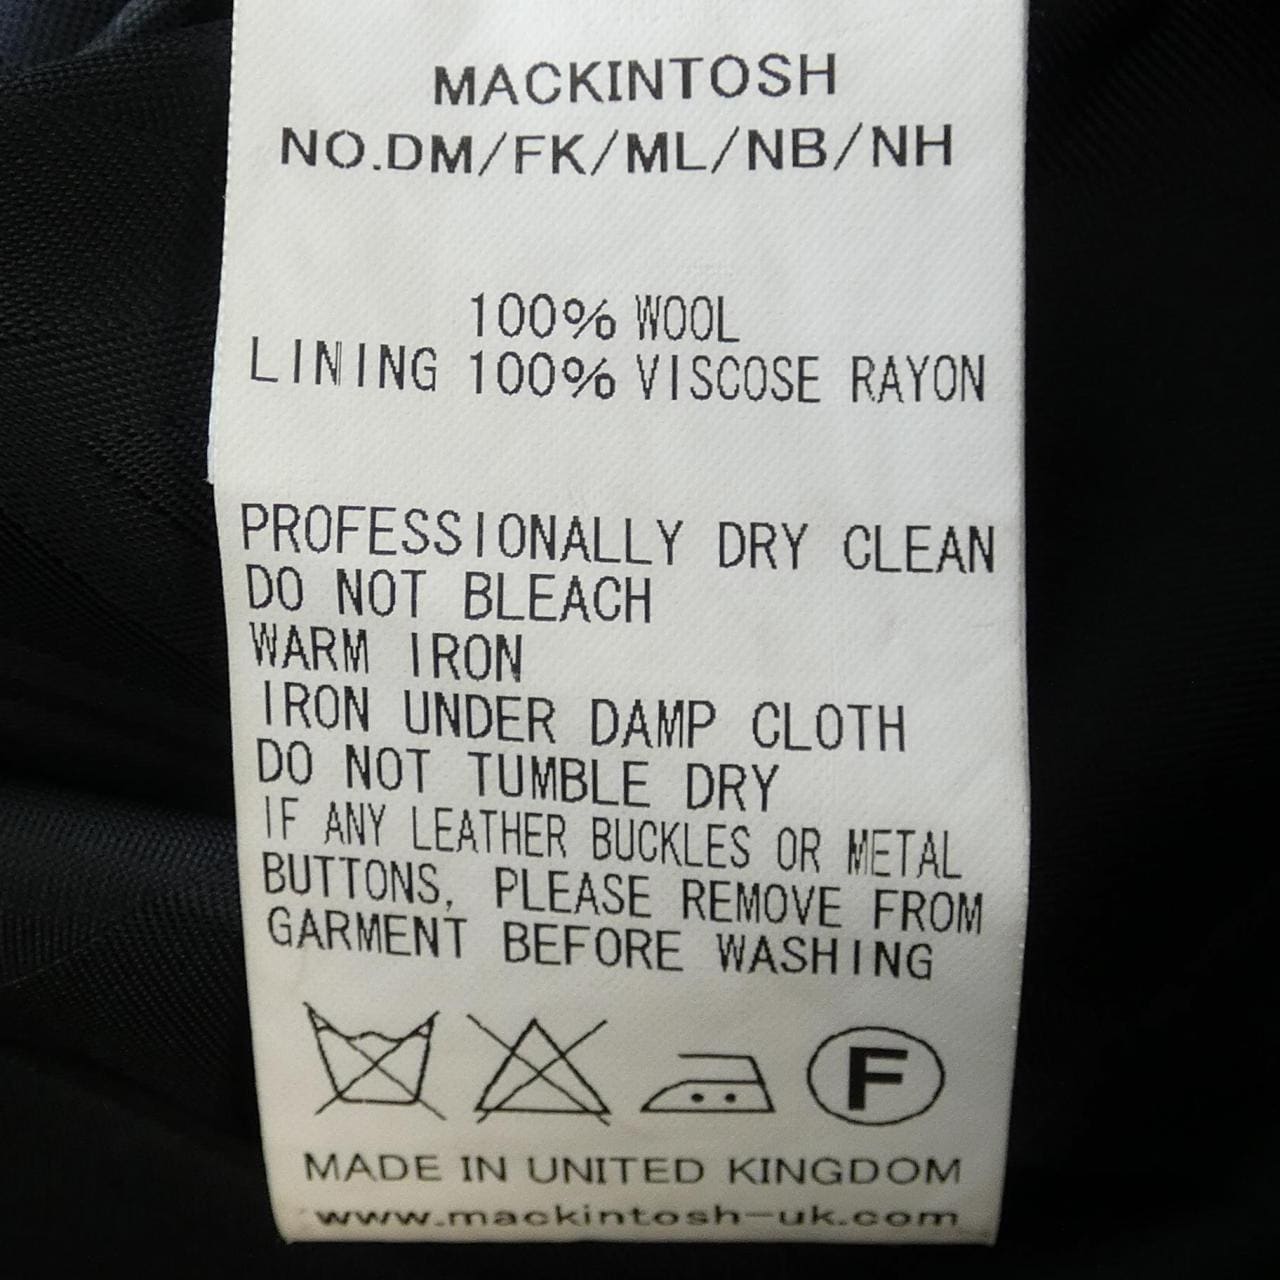 MACKINTOSH
NO.DM/FK/ML/NB/NH
100% WOOL
LINING 100% VISCOSE RAYON
PROFESSIONALLY DRY CLEAN
DO NOT BLEACH
WARM IRON
IRON UNDER DAMP CLOTH
DO NOT TUMBLE DRY
IF ANY LEATHER BUCKLES OR METAL
BUTTONS, PLEASE REMOVE FROM
GARMENT BEFORE WASHING
F
MADE IN UNITED KINGDOM
www.mackintosh-uk.com